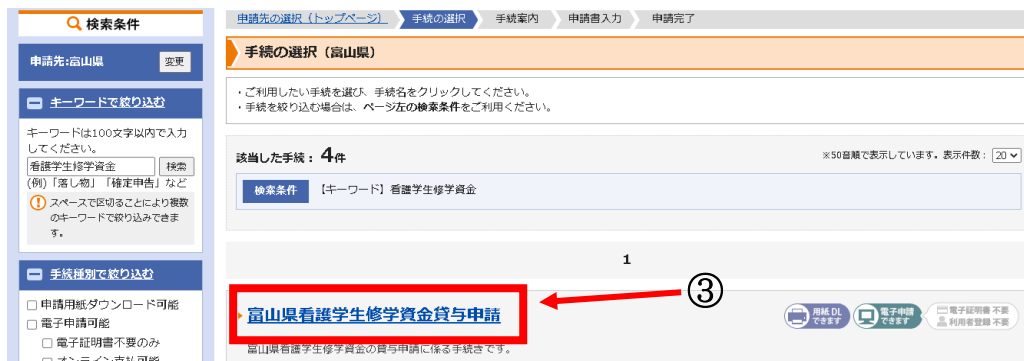 検索条件
申請先:富山県
変更
キーワードで絞り込む
キーワードは100文字以内で入力
してください。
看護学生修学資金
検索
(例)「落し物」「確定申告」など
スペースで区切ることにより複数
のキーワードで絞り込みできま
す。
手続種別で絞り込む
申請用紙ダウンロード可能
電子申請可能
電子証明書不要のみ
オンライン支払可能
申請先の選択（トップページ）
手続の選択
手続案内
申請書入力
申請完了
手続の選択（富山県）
・ご利用したい手続を選び、手続名をクリックしてください。
・手続を絞り込む場合は、ページ左の検索条件をご利用ください。
該当した手続： 4件
※50音順で表示しています。表示件数： 20
検索条件
【キーワード】看護学生修学資金
1
③
富山県看護学生修学資金貸与申請
用紙DL
できます
電子申請
できます
電子証明書 不要
利用者登録 不要
富山県看護学生修学資金の貸与申請に係る手続きです。